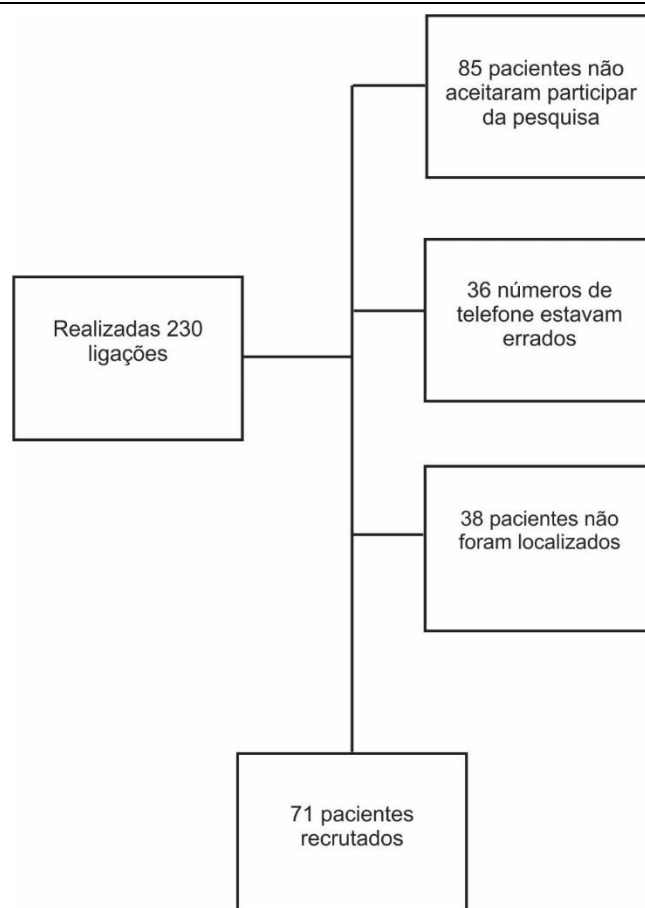 85 pacientes não
aceitaram participar
da pesquisa
36 números de
telefone estavam
errados
Realizadas 230
ligações
38 pacientes não
foram localizados
71 pacientes
recrutados